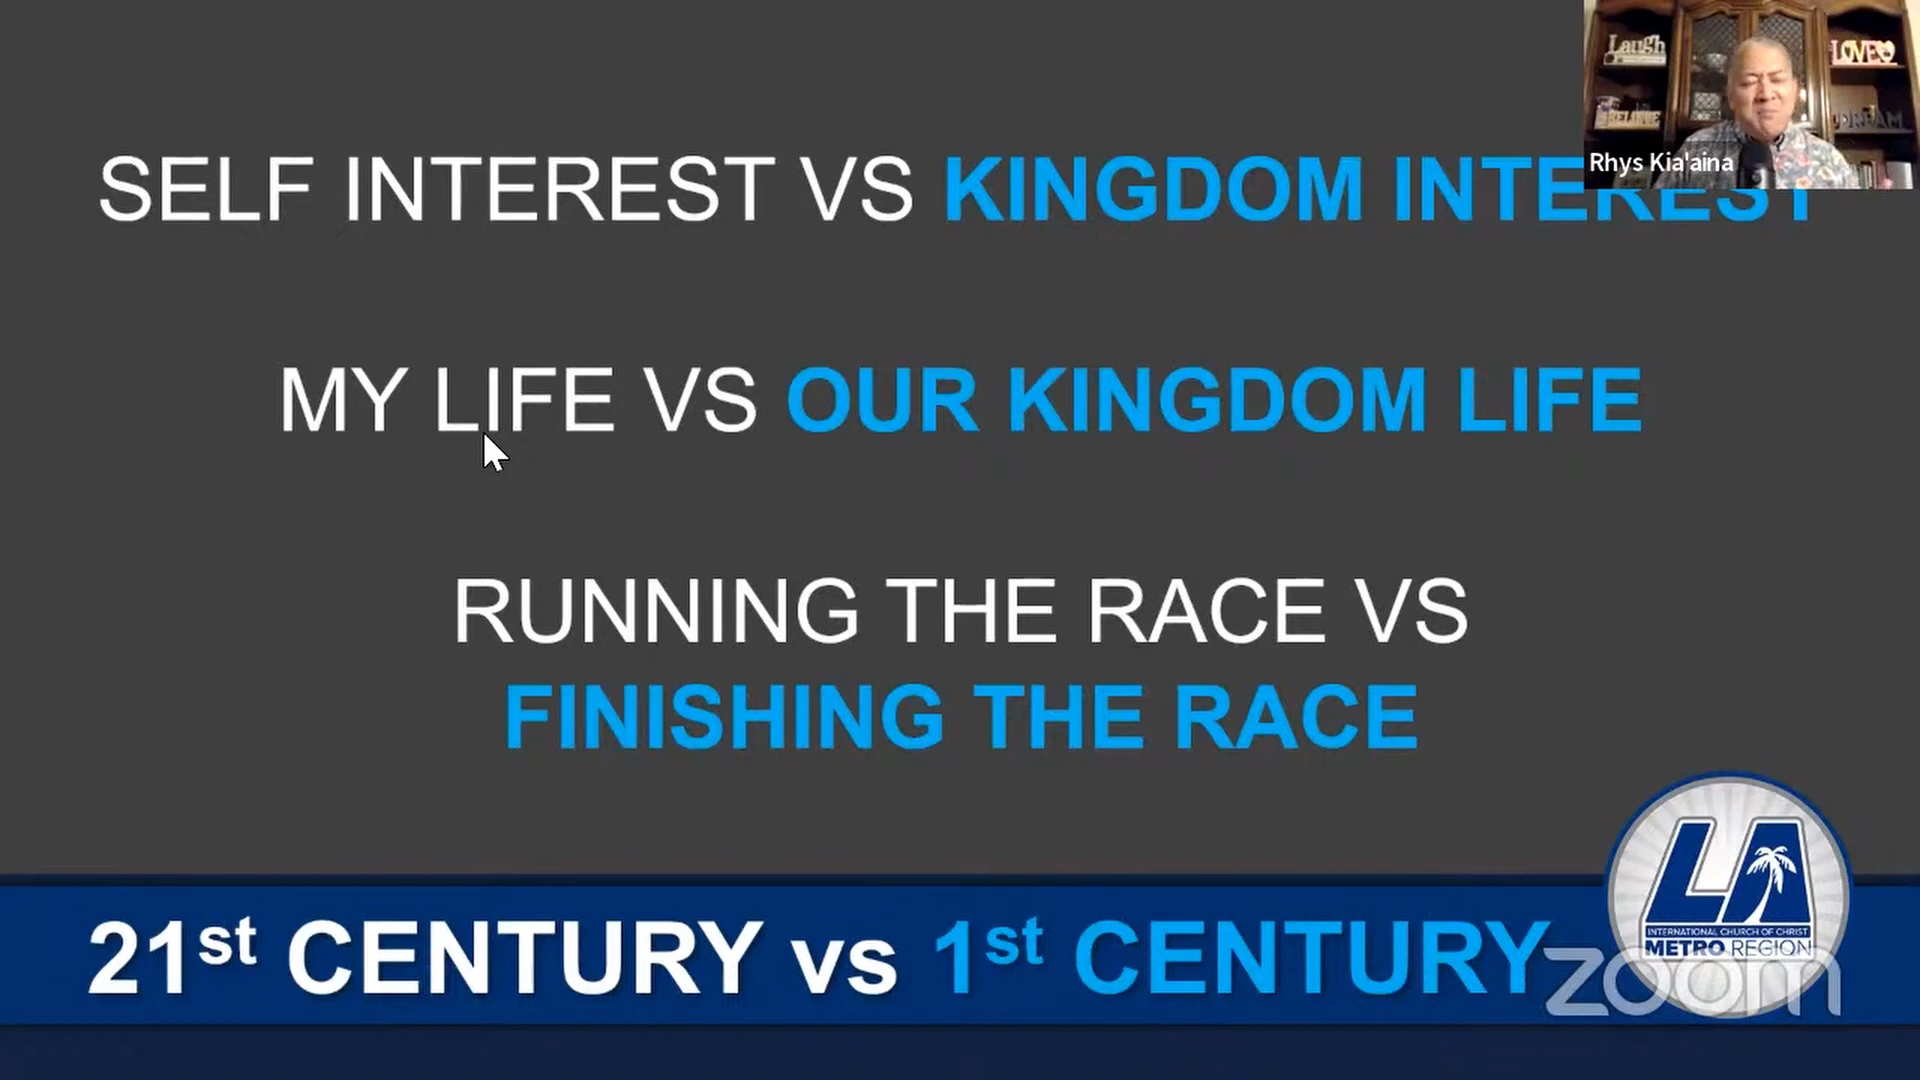 Laugh
LOVE
BELIEVE
DREAM
Rhys Kia'aina
SELF INTEREST VS KINGDOM INTEREST
MY LIFE VS OUR KINGDOM LIFE
RUNNING THE RACE VS
FINISHING THE RACE
21st CENTURY vs 1st CENTURY
LA
INTERNATIONAL CHURCH OF CHRIST
METRO REGION
zoom